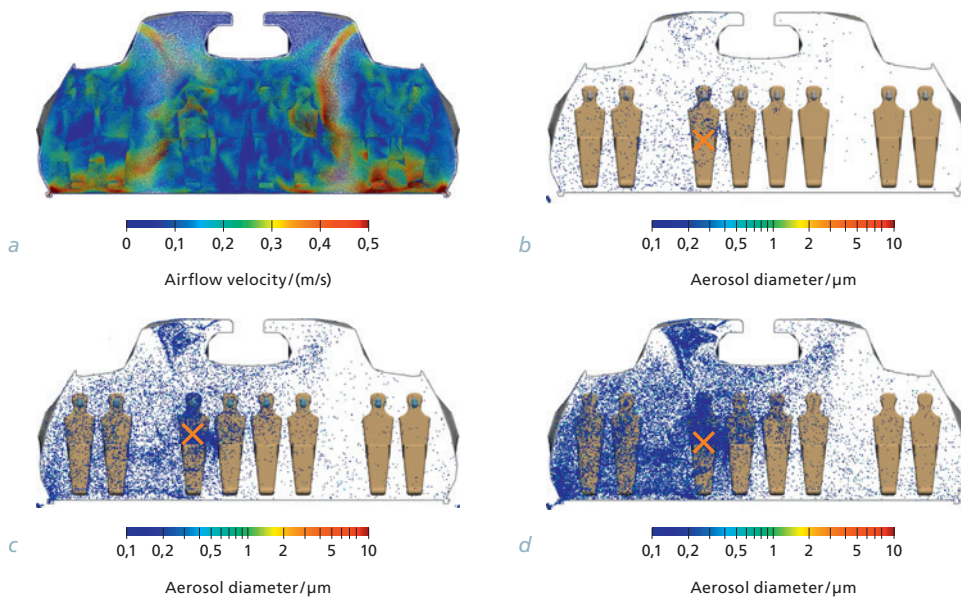 a
0 0,1 0,2 0,3 0,4 0,5
Airflow velocity/(m/s)
b
0,1 0,2 0,5 1 2 5 10
Aerosol diameter/µm
c
0,1 0,2 0,5 1 2 5 10
Aerosol diameter/µm
d
0,1 0,2 0,5 1 2 5 10
Aerosol diameter/µm